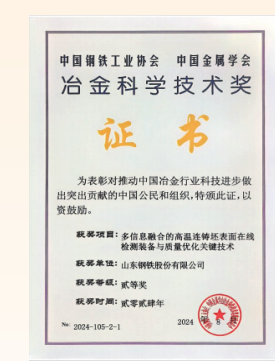 中国钢铁工业协会 中国金属学会
冶金科学技术奖
证书
为表彰对推动中国冶金行业科技进步做
出突出贡献的中国公民和组织,特颁此证,以
资鼓励。
获奖项目: 多信息融合的高温连铸坯表面在线
检测装备与质量优化关键技术
获奖单位: 山东钢铁股份有限公司
获奖等级: 贰等奖
获奖时间: 贰零贰肆年
No: 2024-105-2-1
2024 年 8 月